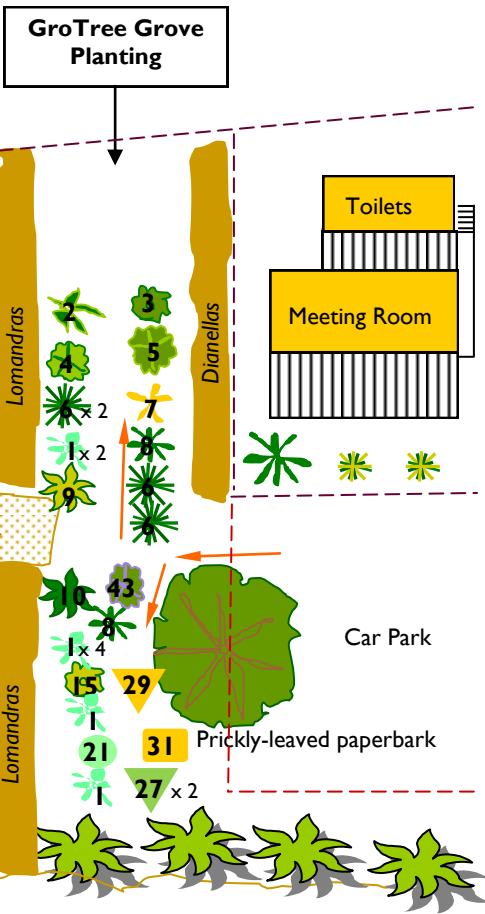 GroTree Grove
Planting
Toilets
Meeting Room
Lomandras
Dianellas
2
3
4
5
6 x 2
7
1 x 2
8
9
6
6
10
43
8
1 x 4
Car Park
15
29
1
21
31
Prickly-leaved paperbark
1
27 x 2
Lomandras